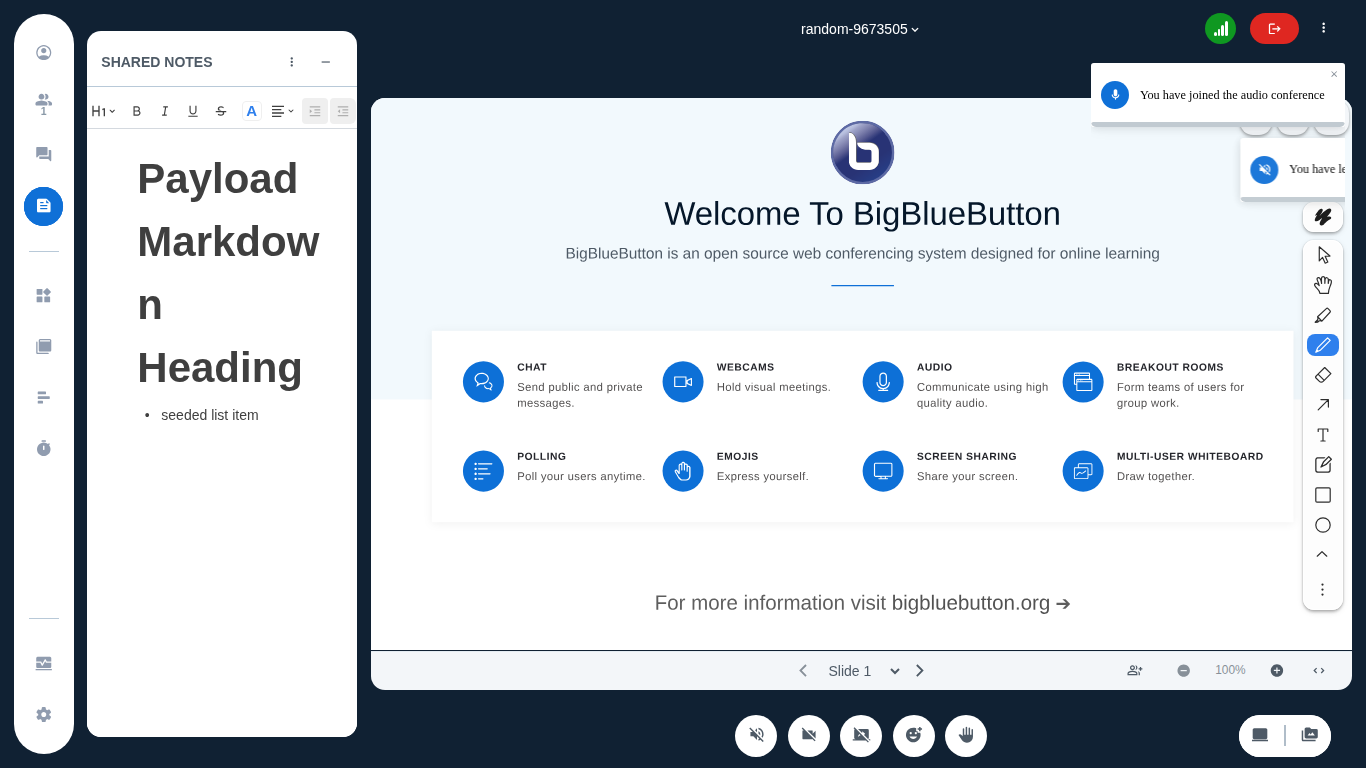 random-9673505
SHARED NOTES
1
H1
B
I
U
S
A
Payload
Markdow
n
Heading
• seeded list item
You have joined the audio conference
You have le
Welcome To BigBlueButton
BigBlueButton is an open source web conferencing system designed for online learning
CHAT
Send public and private
messages.
WEBCAMS
Hold visual meetings.
AUDIO
Communicate using high
quality audio.
BREAKOUT ROOMS
Form teams of users for
group work.
POLLING
Poll your users anytime.
EMOJIS
Express yourself.
SCREEN SHARING
Share your screen.
MULTI-USER WHITEBOARD
Draw together.
For more information visit bigbluebutton.org ➔
Slide 1
100%